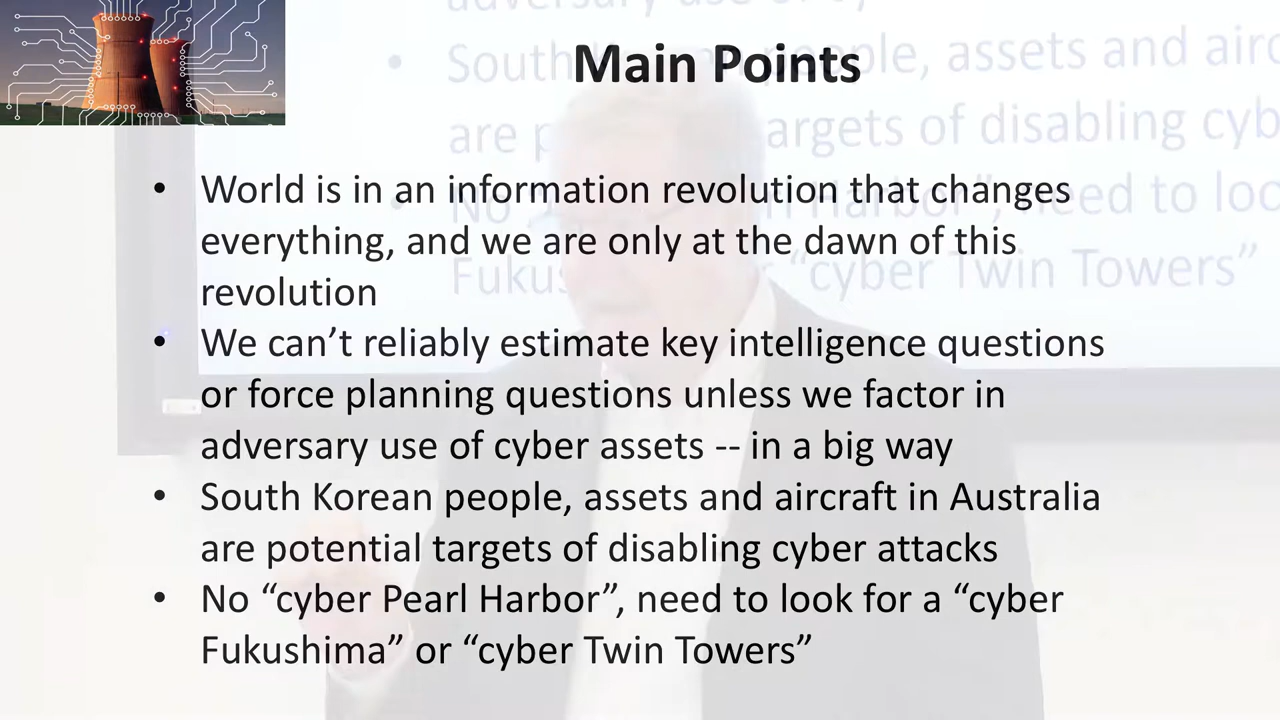 Main Points
• World is in an information revolution that changes
everything, and we are only at the dawn of this
revolution
• We can’t reliably estimate key intelligence questions
or force planning questions unless we factor in
adversary use of cyber assets -- in a big way
• South Korean people, assets and aircraft in Australia
are potential targets of disabling cyber attacks
• No “cyber Pearl Harbor”, need to look for a “cyber
Fukushima” or “cyber Twin Towers”